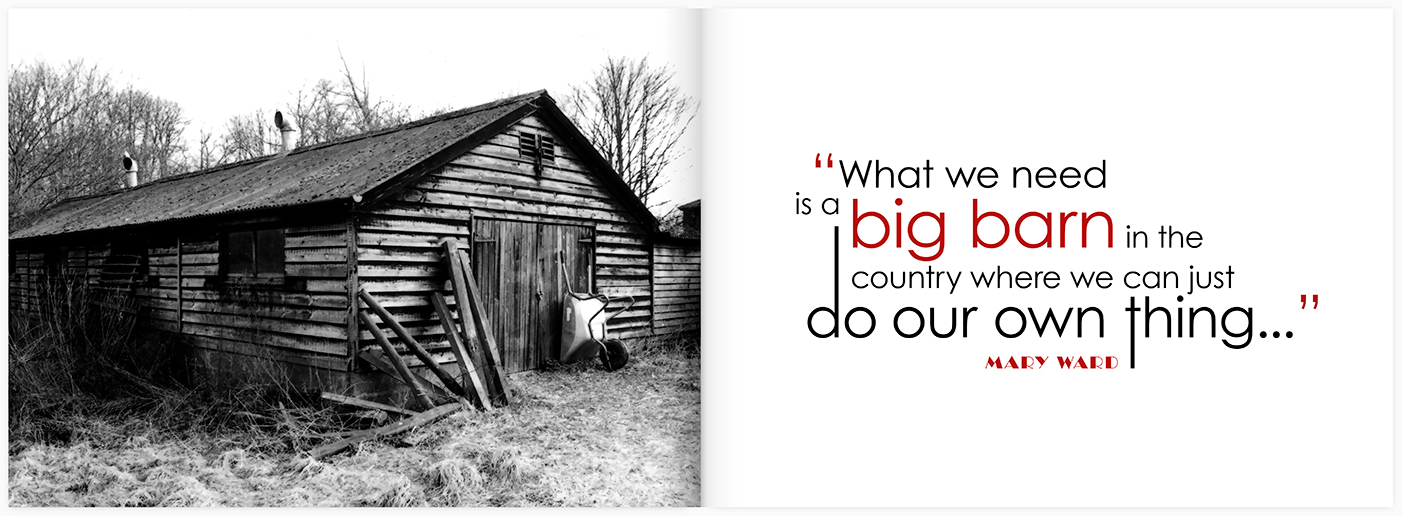 “What we need
is a big barn in the
country where we can just
do our own thing...”
MARY WARD